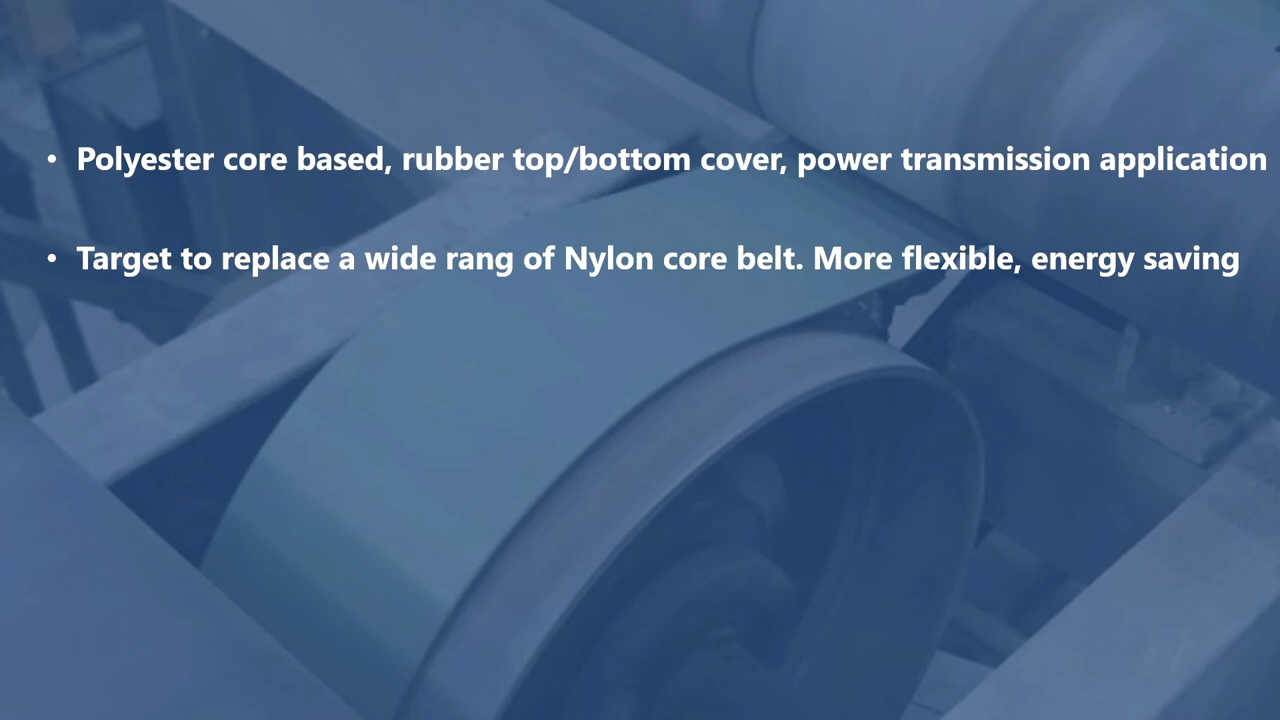 • Polyester core based, rubber top/bottom cover, power transmission application
• Target to replace a wide rang of Nylon core belt. More flexible, energy saving